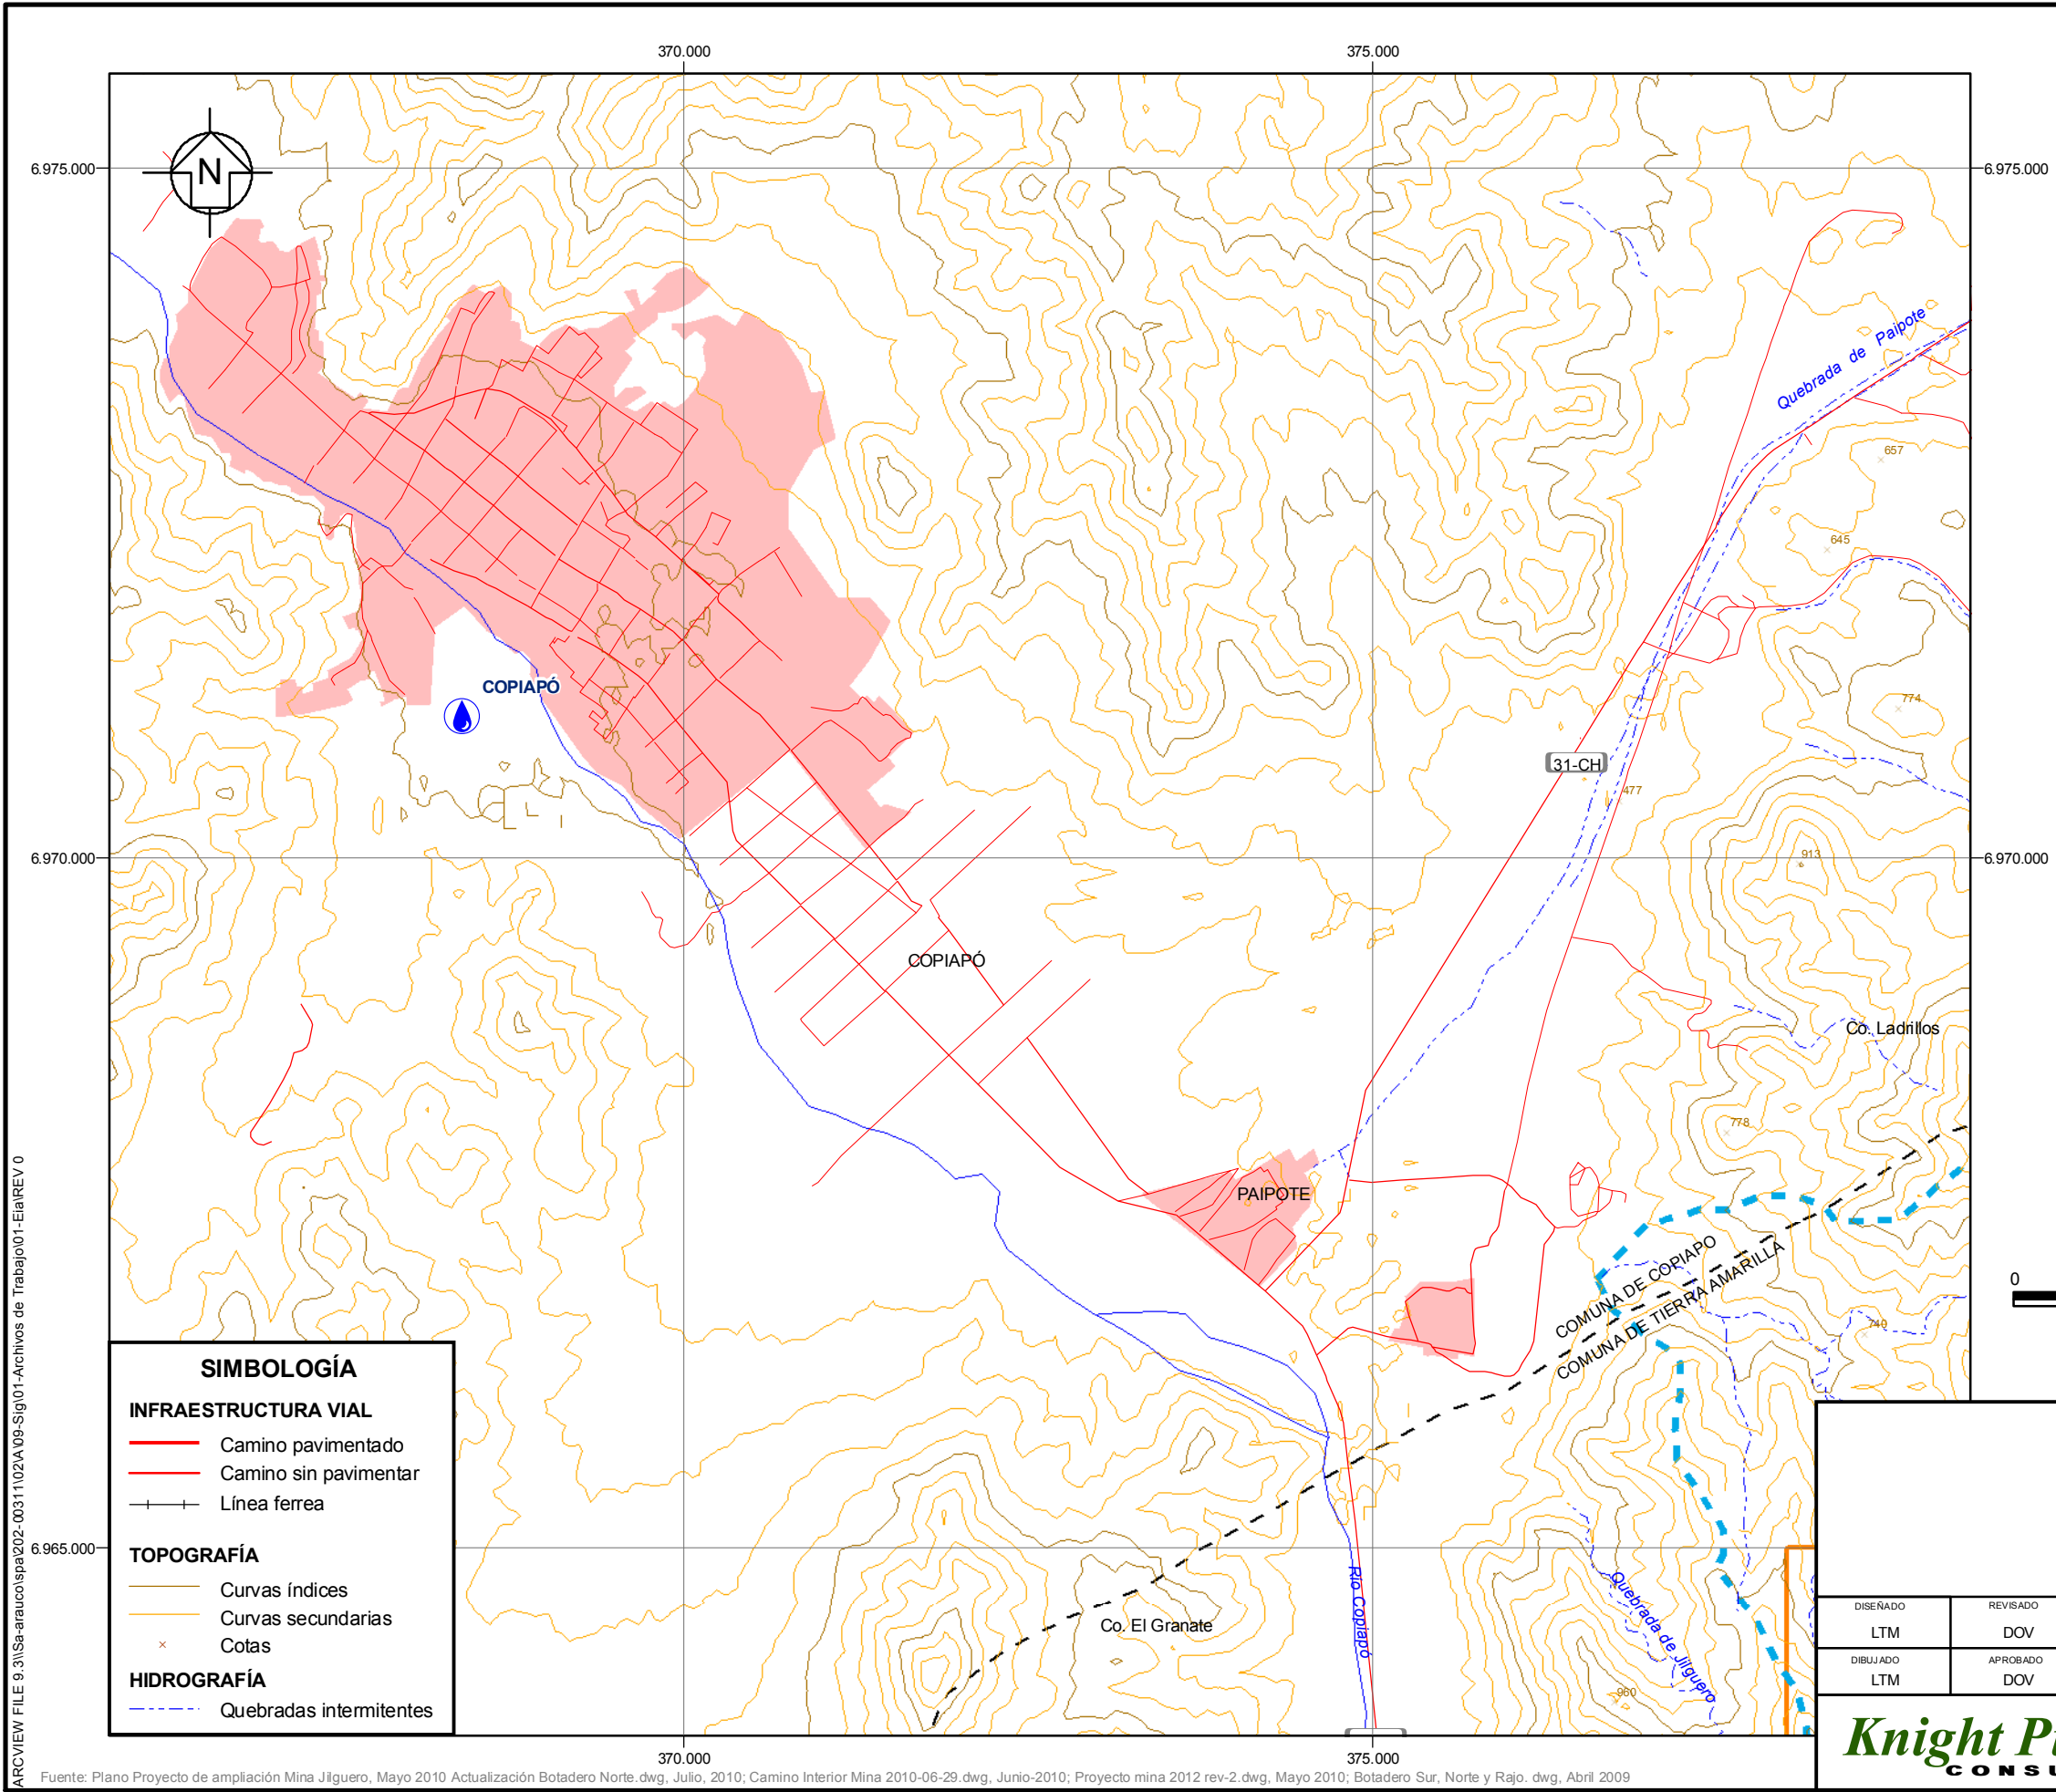 370.000
375.000
6.975.000
N
6.975.000
Quebrada de Paipote
657
645
COPIAPÓ
774
31-CH
477
6.970.000
913
6.970.000
COPIAPÓ
Co. Ladrillos
778
PAIPOTE
COMUNA DE COPIAPO
COMUNA DE TIERRA AMARILLA
0
740
SIMBOLOGÍA
INFRAESTRUCTURA VIAL
Camino pavimentado
Camino sin pavimentar
Línea ferrea
TOPOGRAFÍA
Curvas índices
Curvas secundarias
Cotas
HIDROGRAFÍA
Quebradas intermitentes
6.965.000
Co. El Granate
Río Copiapó
Quebrada de Jilguero
960
DISEÑADO
REVISADO
LTM
DOV
DIBUJADO
APROBADO
LTM
DOV
Knight
CONSU
370.000
375.000
ARCVIEW FILE 9.3\\Sa-arauco\spa\202-00311\02\A\09-Sig\01-Archivos de Trabajo\01-Eia\REV 0
Fuente: Plano Proyecto de ampliación Mina Jilguero, Mayo 2010 Actualización Botadero Norte.dwg, Julio, 2010; Camino Interior Mina 2010-06-29.dwg, Junio-2010; Proyecto mina 2012 rev-2.dwg, Mayo 2010; Botadero Sur, Norte y Rajo. dwg, Abril 2009